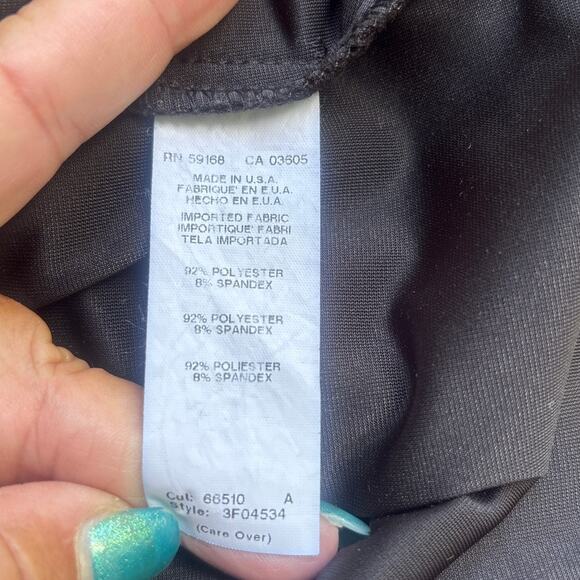 RN 59168 CA 03605
MADE IN U.S.A.
FABRIQUE' EN E.U.A.
HECHO EN E.U.A.
IMPORTED FABRIC
IMPORTIQUE' FABRI
TELA IMPORTADA
92% POLYESTER
8% SPANDEX
92% POLYESTER
8% SPANDEX
92% POLIESTER
8% SPANDEX
Cut: 66510 A
Style: 3F04534
(Care Over)